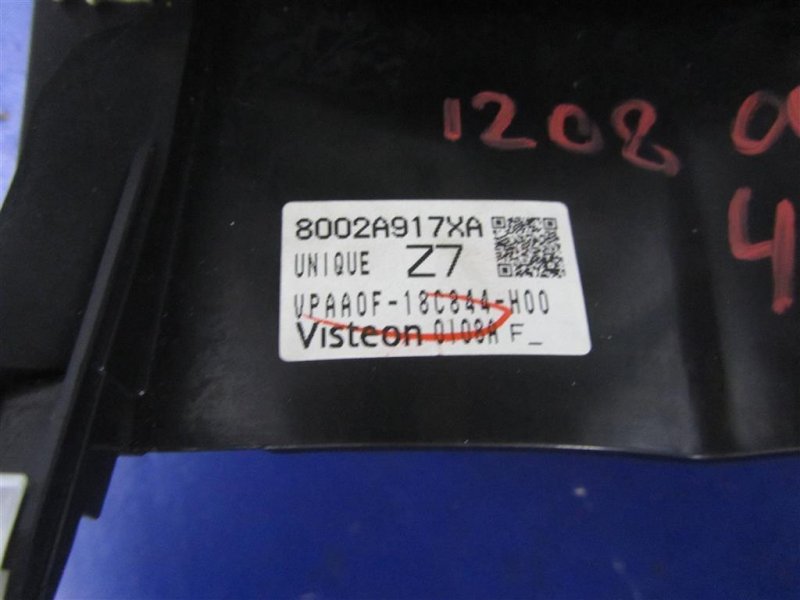 1208
4
8002A917XA
UNIQUE Z7
VPAA0F-18C844-H00
Visteon 0108A F_